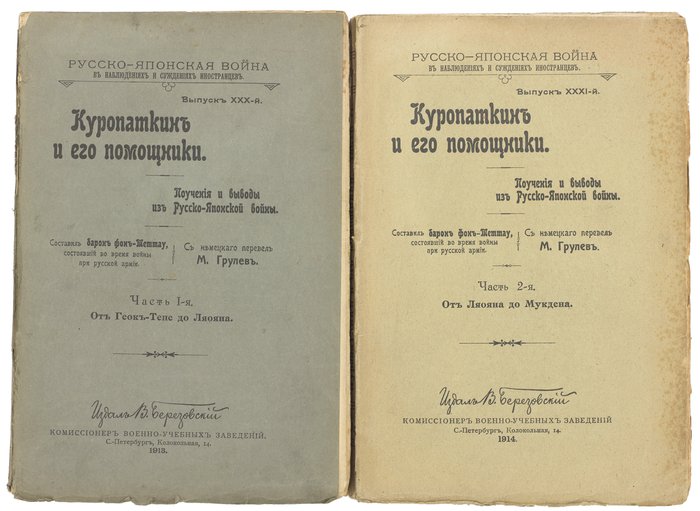 РУССКО—ЯПОНСКАЯ ВОЙНА
ВЪ НАБЛЮДЕНІЯХЪ И СУЖДЕНІЯХЪ ИНОСТРАНЦЕВЪ.
Выпускъ XXX-й.
Куропаткинъ
и его помощники.
Поученія и выводы
изъ Русско-Японской войны.
Составилъ баронъ фонъ-Теттау,
состоявшій во время войны
при русской арміи.
Съ нѣмецкаго перевелъ
М. Грулевъ.
Часть 1-я.
Отъ Геокъ-Тепе до Ляояна.
Издалъ В. Березовскій
КОМИССІОНЕРЪ ВОЕННО-УЧЕБНЫХЪ ЗАВЕДЕНІЙ.
С.-Петербургъ, Колокольная, 14.
1913.
РУССКО—ЯПОНСКАЯ ВОЙНА
ВЪ НАБЛЮДЕНІЯХЪ И СУЖДЕНІЯХЪ ИНОСТРАНЦЕВЪ.
Выпускъ XXXI-й.
Куропаткинъ
и его помощники.
Поученія и выводы
изъ Русско-Японской войны.
Составилъ баронъ фонъ-Теттау,
состоявшій во время войны
при русской арміи.
Съ нѣмецкаго перевелъ
М. Грулевъ.
Часть 2-я.
Отъ Ляояна до Мукдена.
Издалъ В. Березовскій
КОМИССІОНЕРЪ ВОЕННО-УЧЕБНЫХЪ ЗАВЕДЕНІЙ
С.-Петербургъ, Колокольная, 14.
1914.